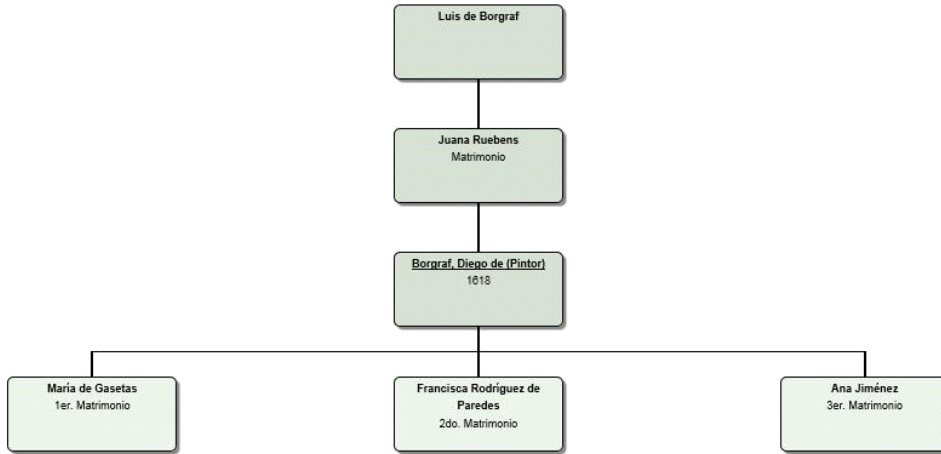 Luis de Borgraf
Juana Ruebens
Matrimonio
Borgraf, Diego de (Pintor)
1618
María de Gasetas
1er. Matrimonio
Francisca Rodríguez de
Paredes
2do. Matrimonio
Ana Jiménez
3er. Matrimonio